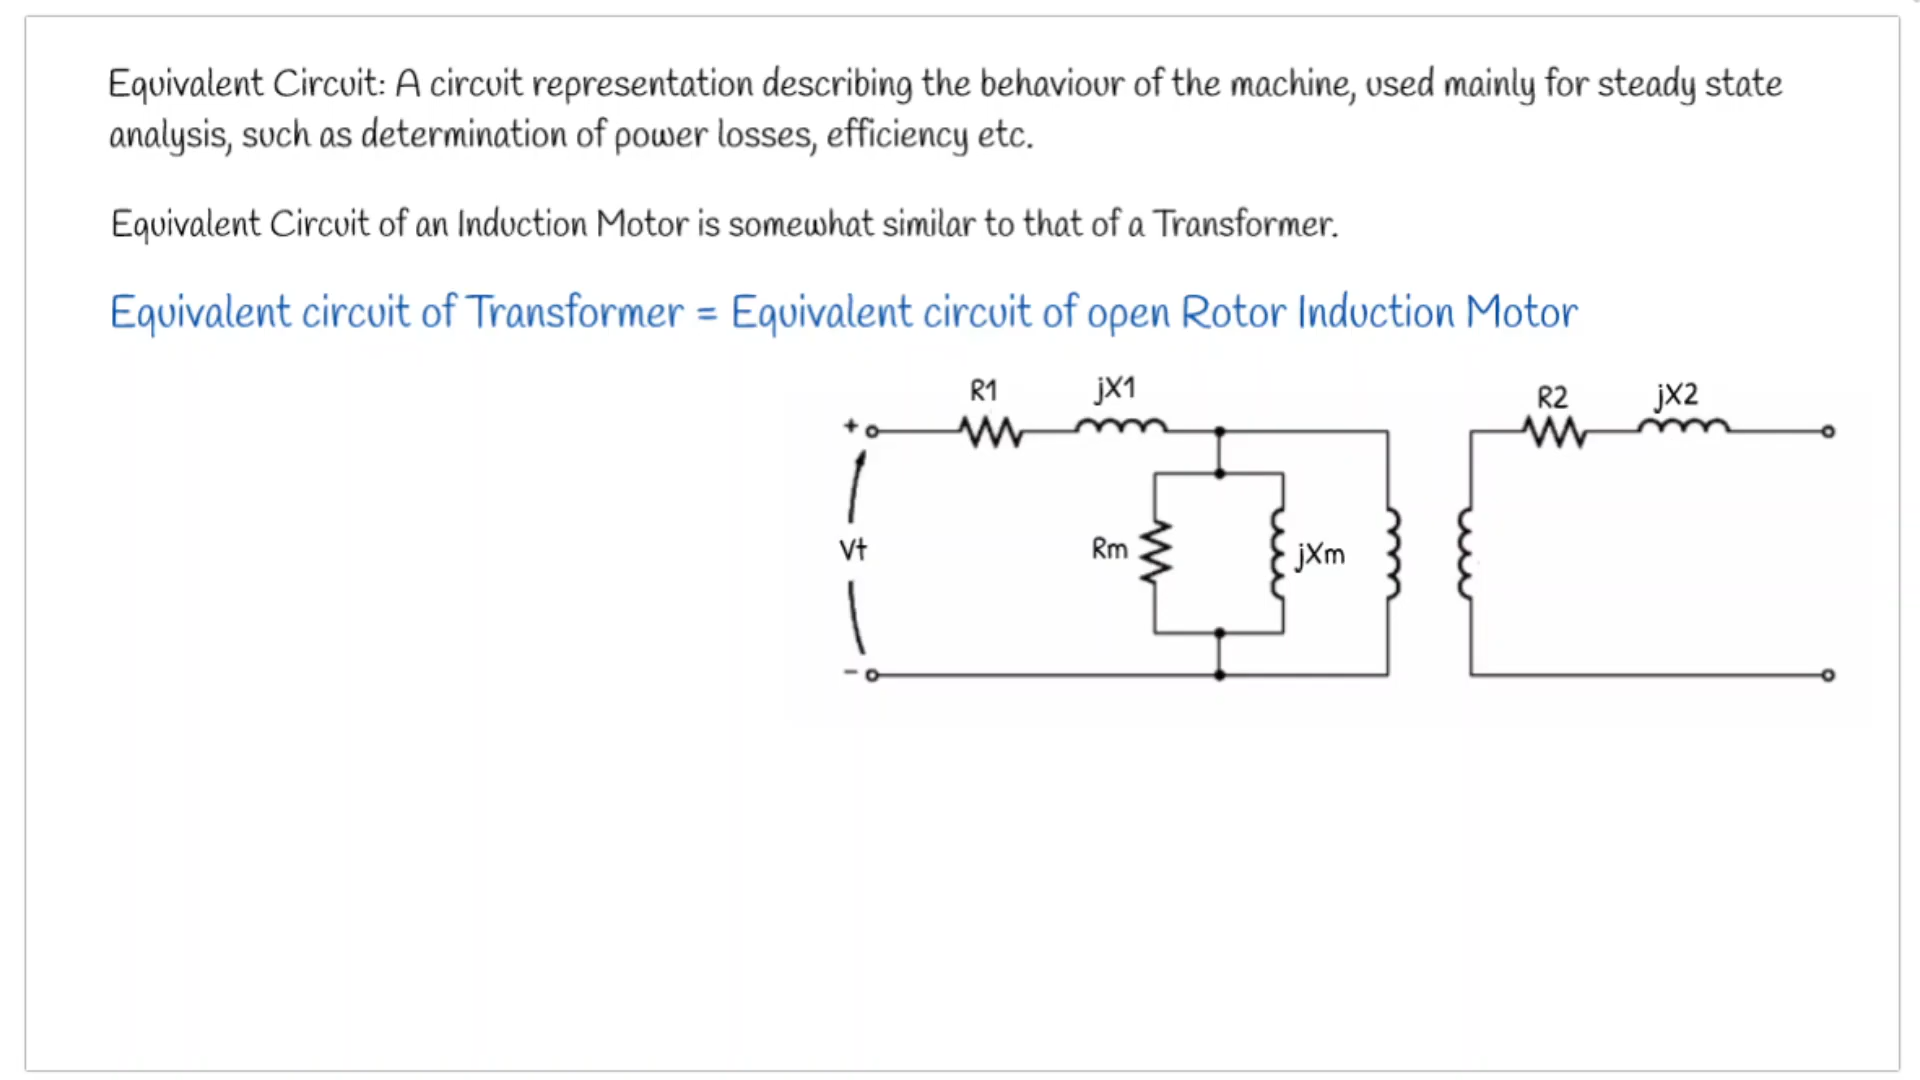 Equivalent Circuit: A circuit representation describing the behaviour of the machine, used mainly for steady state
analysis, such as determination of power losses, efficiency etc.
Equivalent Circuit of an Induction Motor is somewhat similar to that of a Transformer.
Equivalent circuit of Transformer = Equivalent circuit of open Rotor Induction Motor
R1
jX1
R2
jX2
+
Vt
Rm
jXm
-